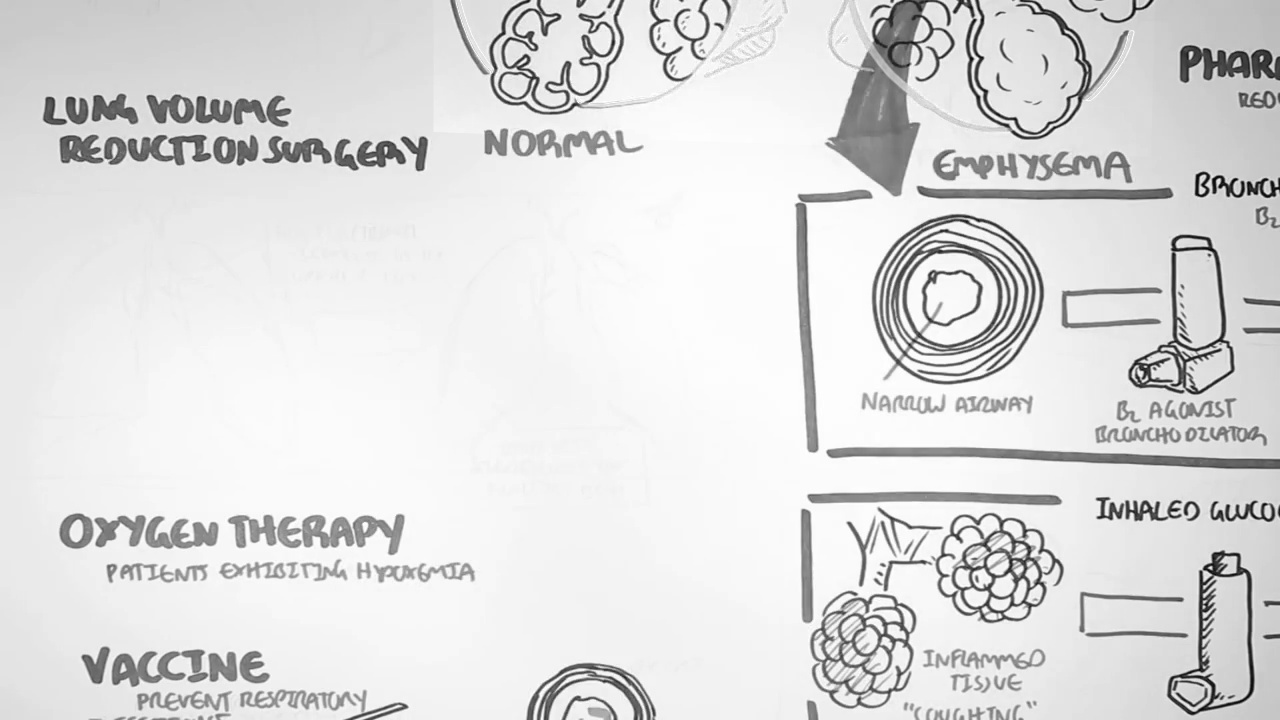 LUNG VOLUME
REDUCTION SURGERY
NORMAL
EMPHYSEMA
NARROW AIRWAY
B2 AGONIST
BRONCHODILATOR
OXYGEN THERAPY
PATIENTS EXHIBITING HYPOXEMIA
VACCINE
PREVENT RESPIRATORY
INHALED
INFLAMMED
TISSUE
"COUGHING"